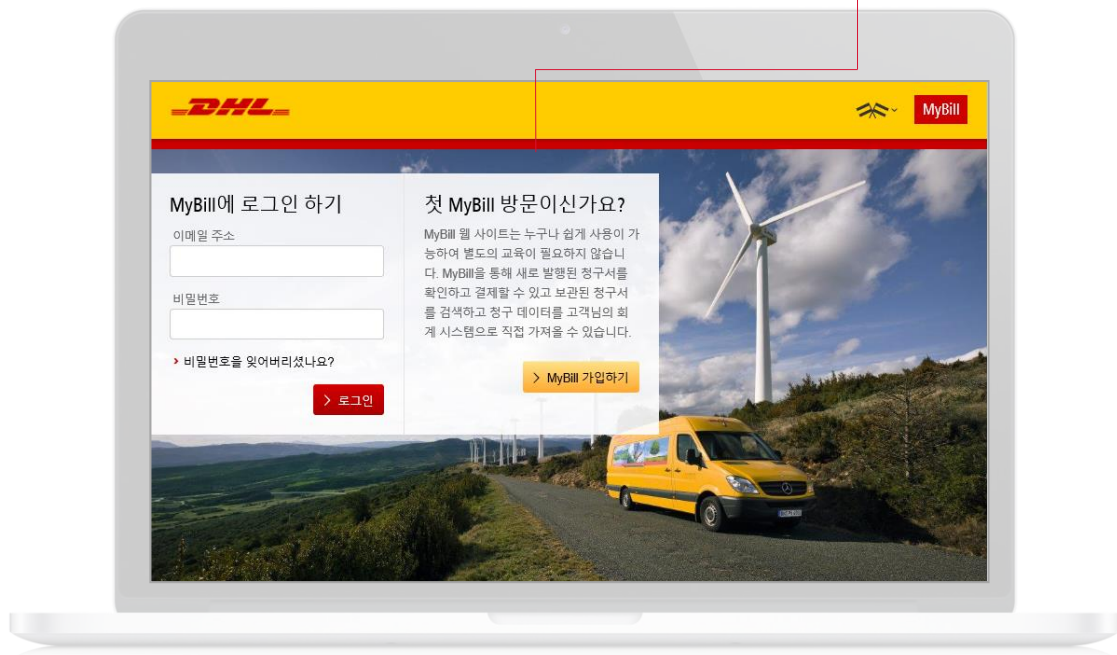 DHL
MyBill
MyBill에 로그인 하기
이메일 주소
비밀번호
비밀번호을 잊어버리셨나요?
로그인
첫 MyBill 방문이신가요?
MyBill 웹 사이트는 누구나 쉽게 사용이 가
능하여 별도의 교육이 필요하지 않습니
다. MyBill을 통해 새로 발행된 청구서를
확인하고 결제할 수 있고 보관된 청구서
를 검색하고 청구 데이터를 고객님의 회
계 시스템으로 직접 가져올 수 있습니다.
MyBill 가입하기